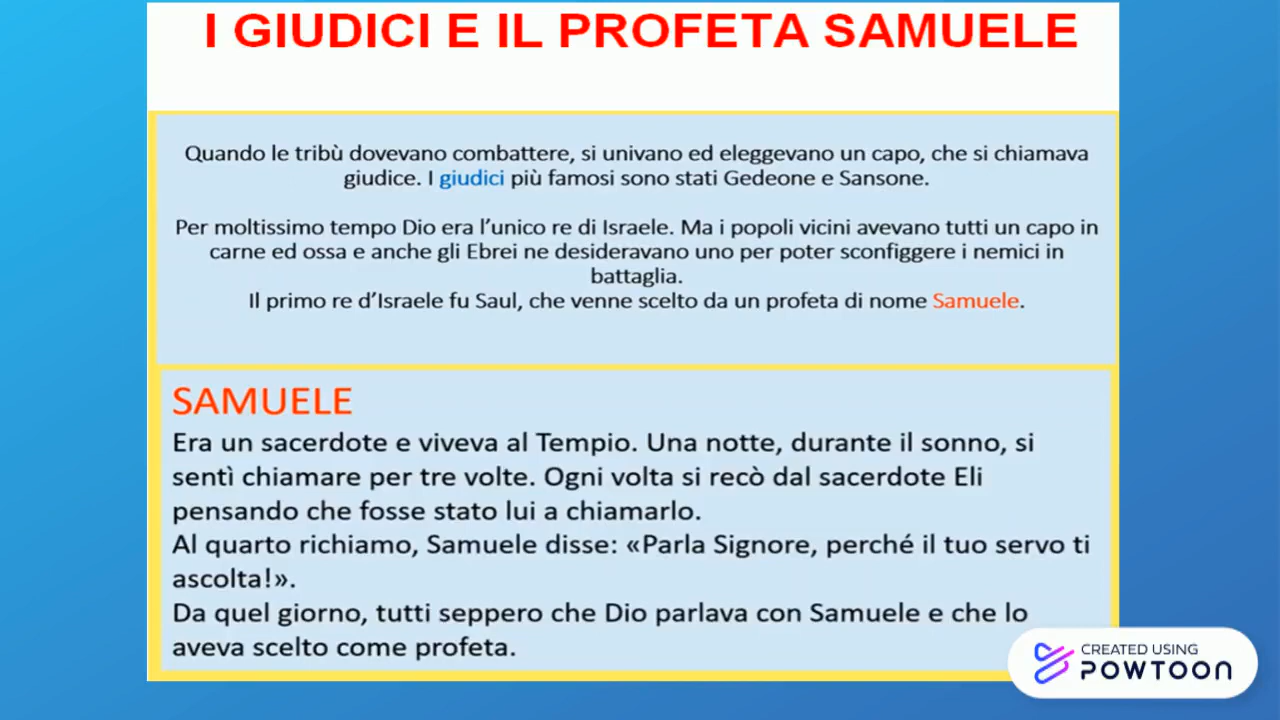 I GIUDICI E IL PROFETA SAMUELE
Quando le tribù dovevano combattere, si univano ed eleggevano un capo, che si chiamava
giudice. I giudici più famosi sono stati Gedeone e Sansone.
Per moltissimo tempo Dio era l'unico re di Israele. Ma i popoli vicini avevano tutti un capo in
carne ed ossa e anche gli Ebrei ne desideravano uno per poter sconfiggere i nemici in
battaglia.
Il primo re d'Israele fu Saul, che venne scelto da un profeta di nome Samuele.
SAMUELE
Era un sacerdote e viveva al Tempio. Una notte, durante il sonno, si
sentì chiamare per tre volte. Ogni volta si recò dal sacerdote Eli
pensando che fosse stato lui a chiamarlo.
Al quarto richiamo, Samuele disse: «Parla Signore, perché il tuo servo ti
ascolta!».
Da quel giorno, tutti seppero che Dio parlava con Samuele e che lo
aveva scelto come profeta.
CREATED USING
POWTOON